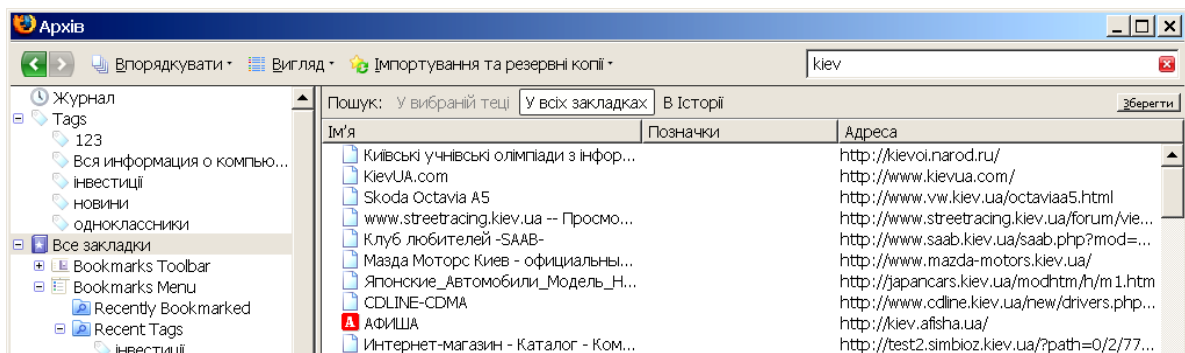 Архів
Впорядкувати Вигляд Імпортування та резервні копії kiev
Журнал
Tags
123
Вся информация о компью...
інвестиції
новини
одноклассники
Все закладки
Bookmarks Toolbar
Bookmarks Menu
Recently Bookmarked
Recent Tags
інвестиції
Пошук: У вибраній теці У всіх закладках В Історії Зберегти
Ім'я Позначки Адреса
Київські учнівські олімпіади з інфор... http://kievoi.narod.ru/
KievUA.com http://www.kievua.com/
Skoda Octavia A5 http://www.vw.kiev.ua/octaviaa5.html
www.streetracing.kiev.ua -- Просмо... http://www.streetracing.kiev.ua/forum/vie...
Клуб любителей -SAAB- http://www.saab.kiev.ua/saab.php?mod=...
Мазда Моторс Киев - официальны... http://www.mazda-motors.kiev.ua/
Японские_Автомобили_Модель_Н... http://japancars.kiev.ua/modhtm/h/m1.htm
CDLINE-CDMA http://www.cdline.kiev.ua/new/drivers.php...
А АФИША http://kiev.afisha.ua/
Интернет-магазин - Каталог - Ком... http://test2.simbioz.kiev.ua/?path=0/2/77...